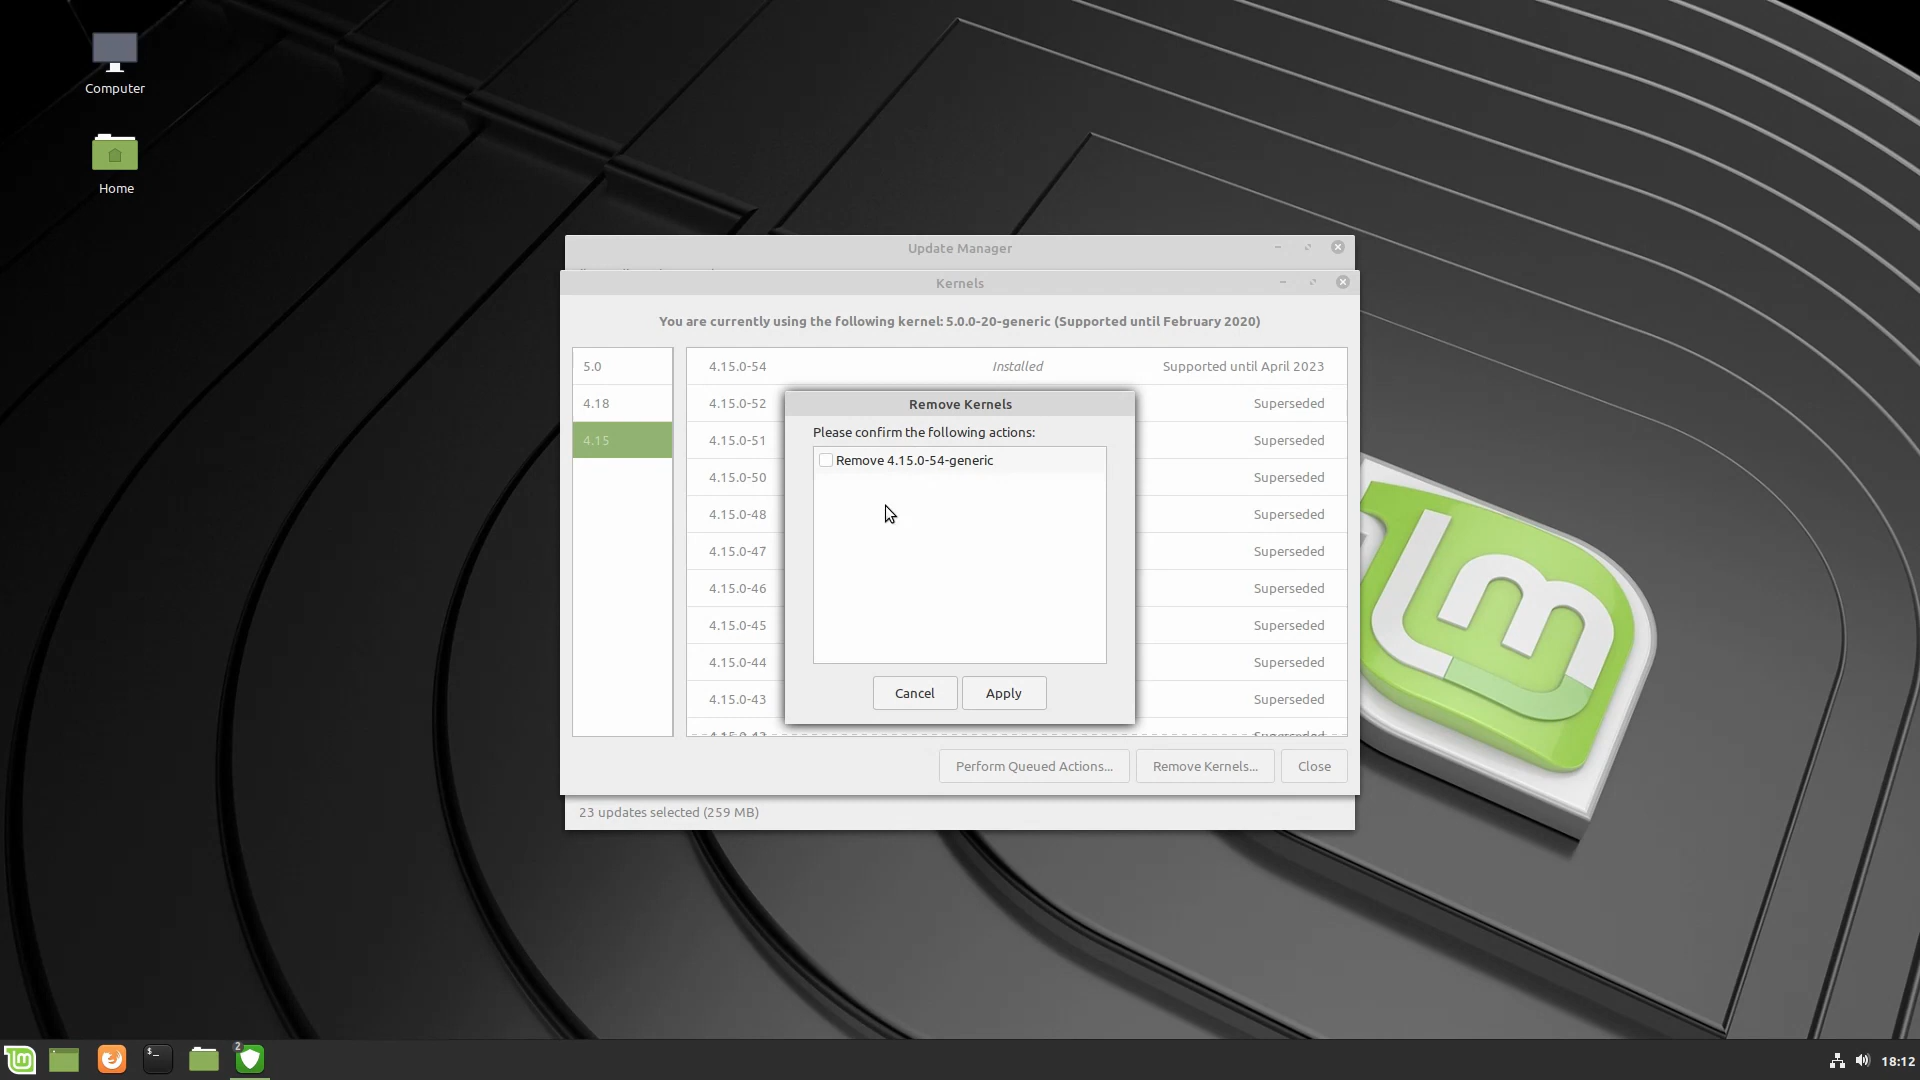 Computer
Home
Update Manager
Kernels
You are currently using the following kernel: 5.0.0-20-generic (Supported until February 2020)
5.0
4.18
4.15
4.15.0-54 Installed Supported until April 2023
4.15.0-52 Superseded
4.15.0-51 Superseded
4.15.0-50 Superseded
4.15.0-48 Superseded
4.15.0-47 Superseded
4.15.0-46 Superseded
4.15.0-45 Superseded
4.15.0-44 Superseded
4.15.0-43 Superseded
Remove Kernels
Please confirm the following actions:
Remove 4.15.0-54-generic
Cancel Apply
Perform Queued Actions... Remove Kernels... Close
23 updates selected (259 MB)
2
$_
18:12